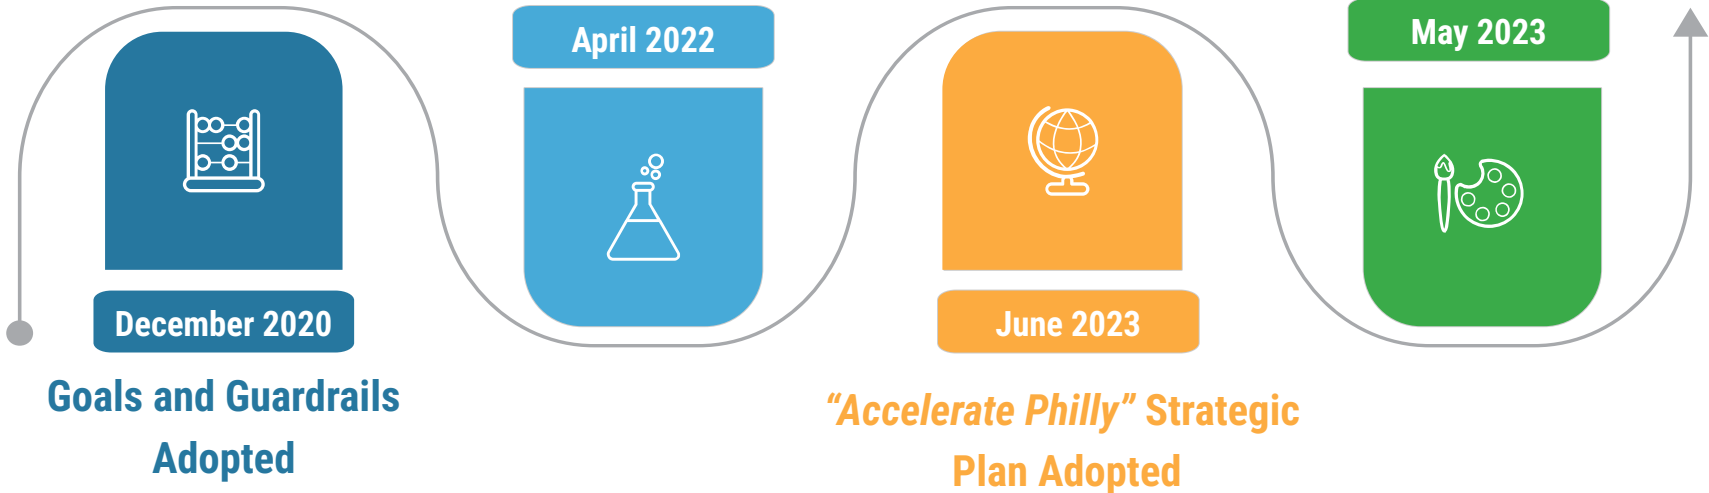 December 2020
Goals and Guardrails
Adopted
April 2022
June 2023
“Accelerate Philly” Strategic
Plan Adopted
May 2023